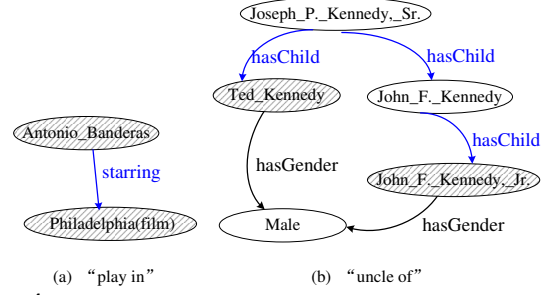 Joseph_P._Kennedy,_Sr.
hasChild
hasChild
Ted_Kennedy
John_F._Kennedy
Antonio_Banderas
hasChild
hasGender
starring
John_F._Kennedy,_Jr.
Philadelphia(film)
Male
hasGender
(a) “play in”
(b) “uncle of”